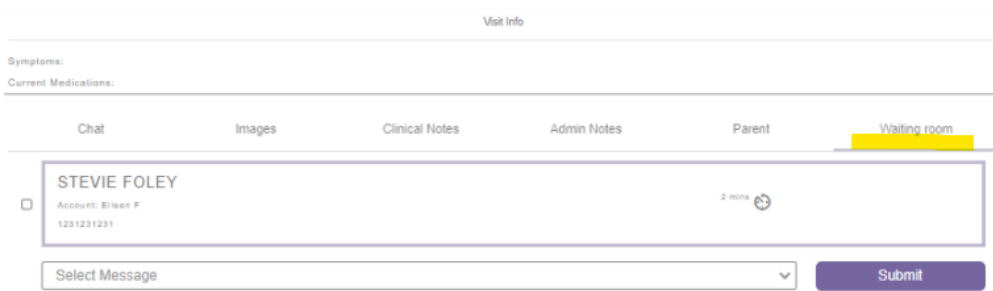 Visit Info
Symptoms:
Current Medications:
Chat Images Clinical Notes Admin Notes Parent Waiting room
STEVIE FOLEY
Account: Eileen F
2 mins
1231231231
Select Message Submit